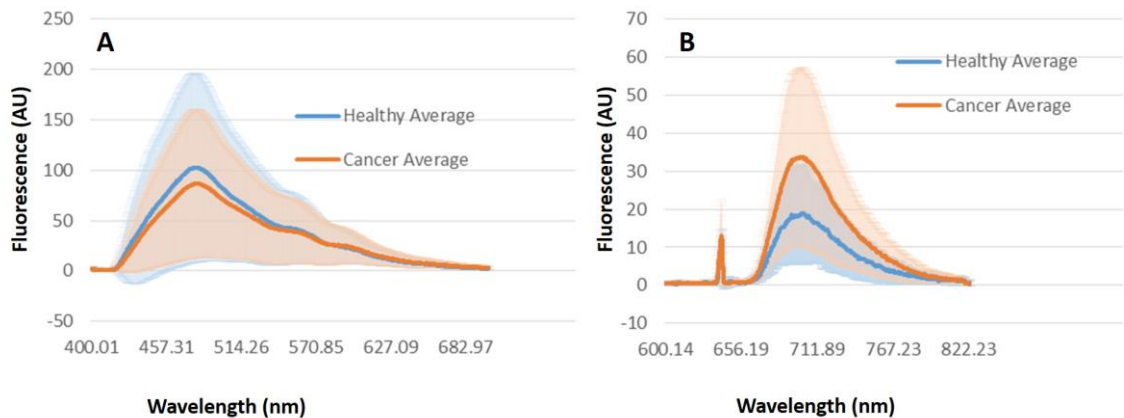 A
250
200
150
100
50
0
-50
Fluorescence (AU)
Healthy Average
Cancer Average
400.01 457.31 514.26 570.85 627.09 682.97
Wavelength (nm)
B
70
60
50
40
30
20
10
0
-10
Fluorescence (AU)
Healthy Average
Cancer Average
600.14 656.19 711.89 767.23 822.23
Wavelength (nm)